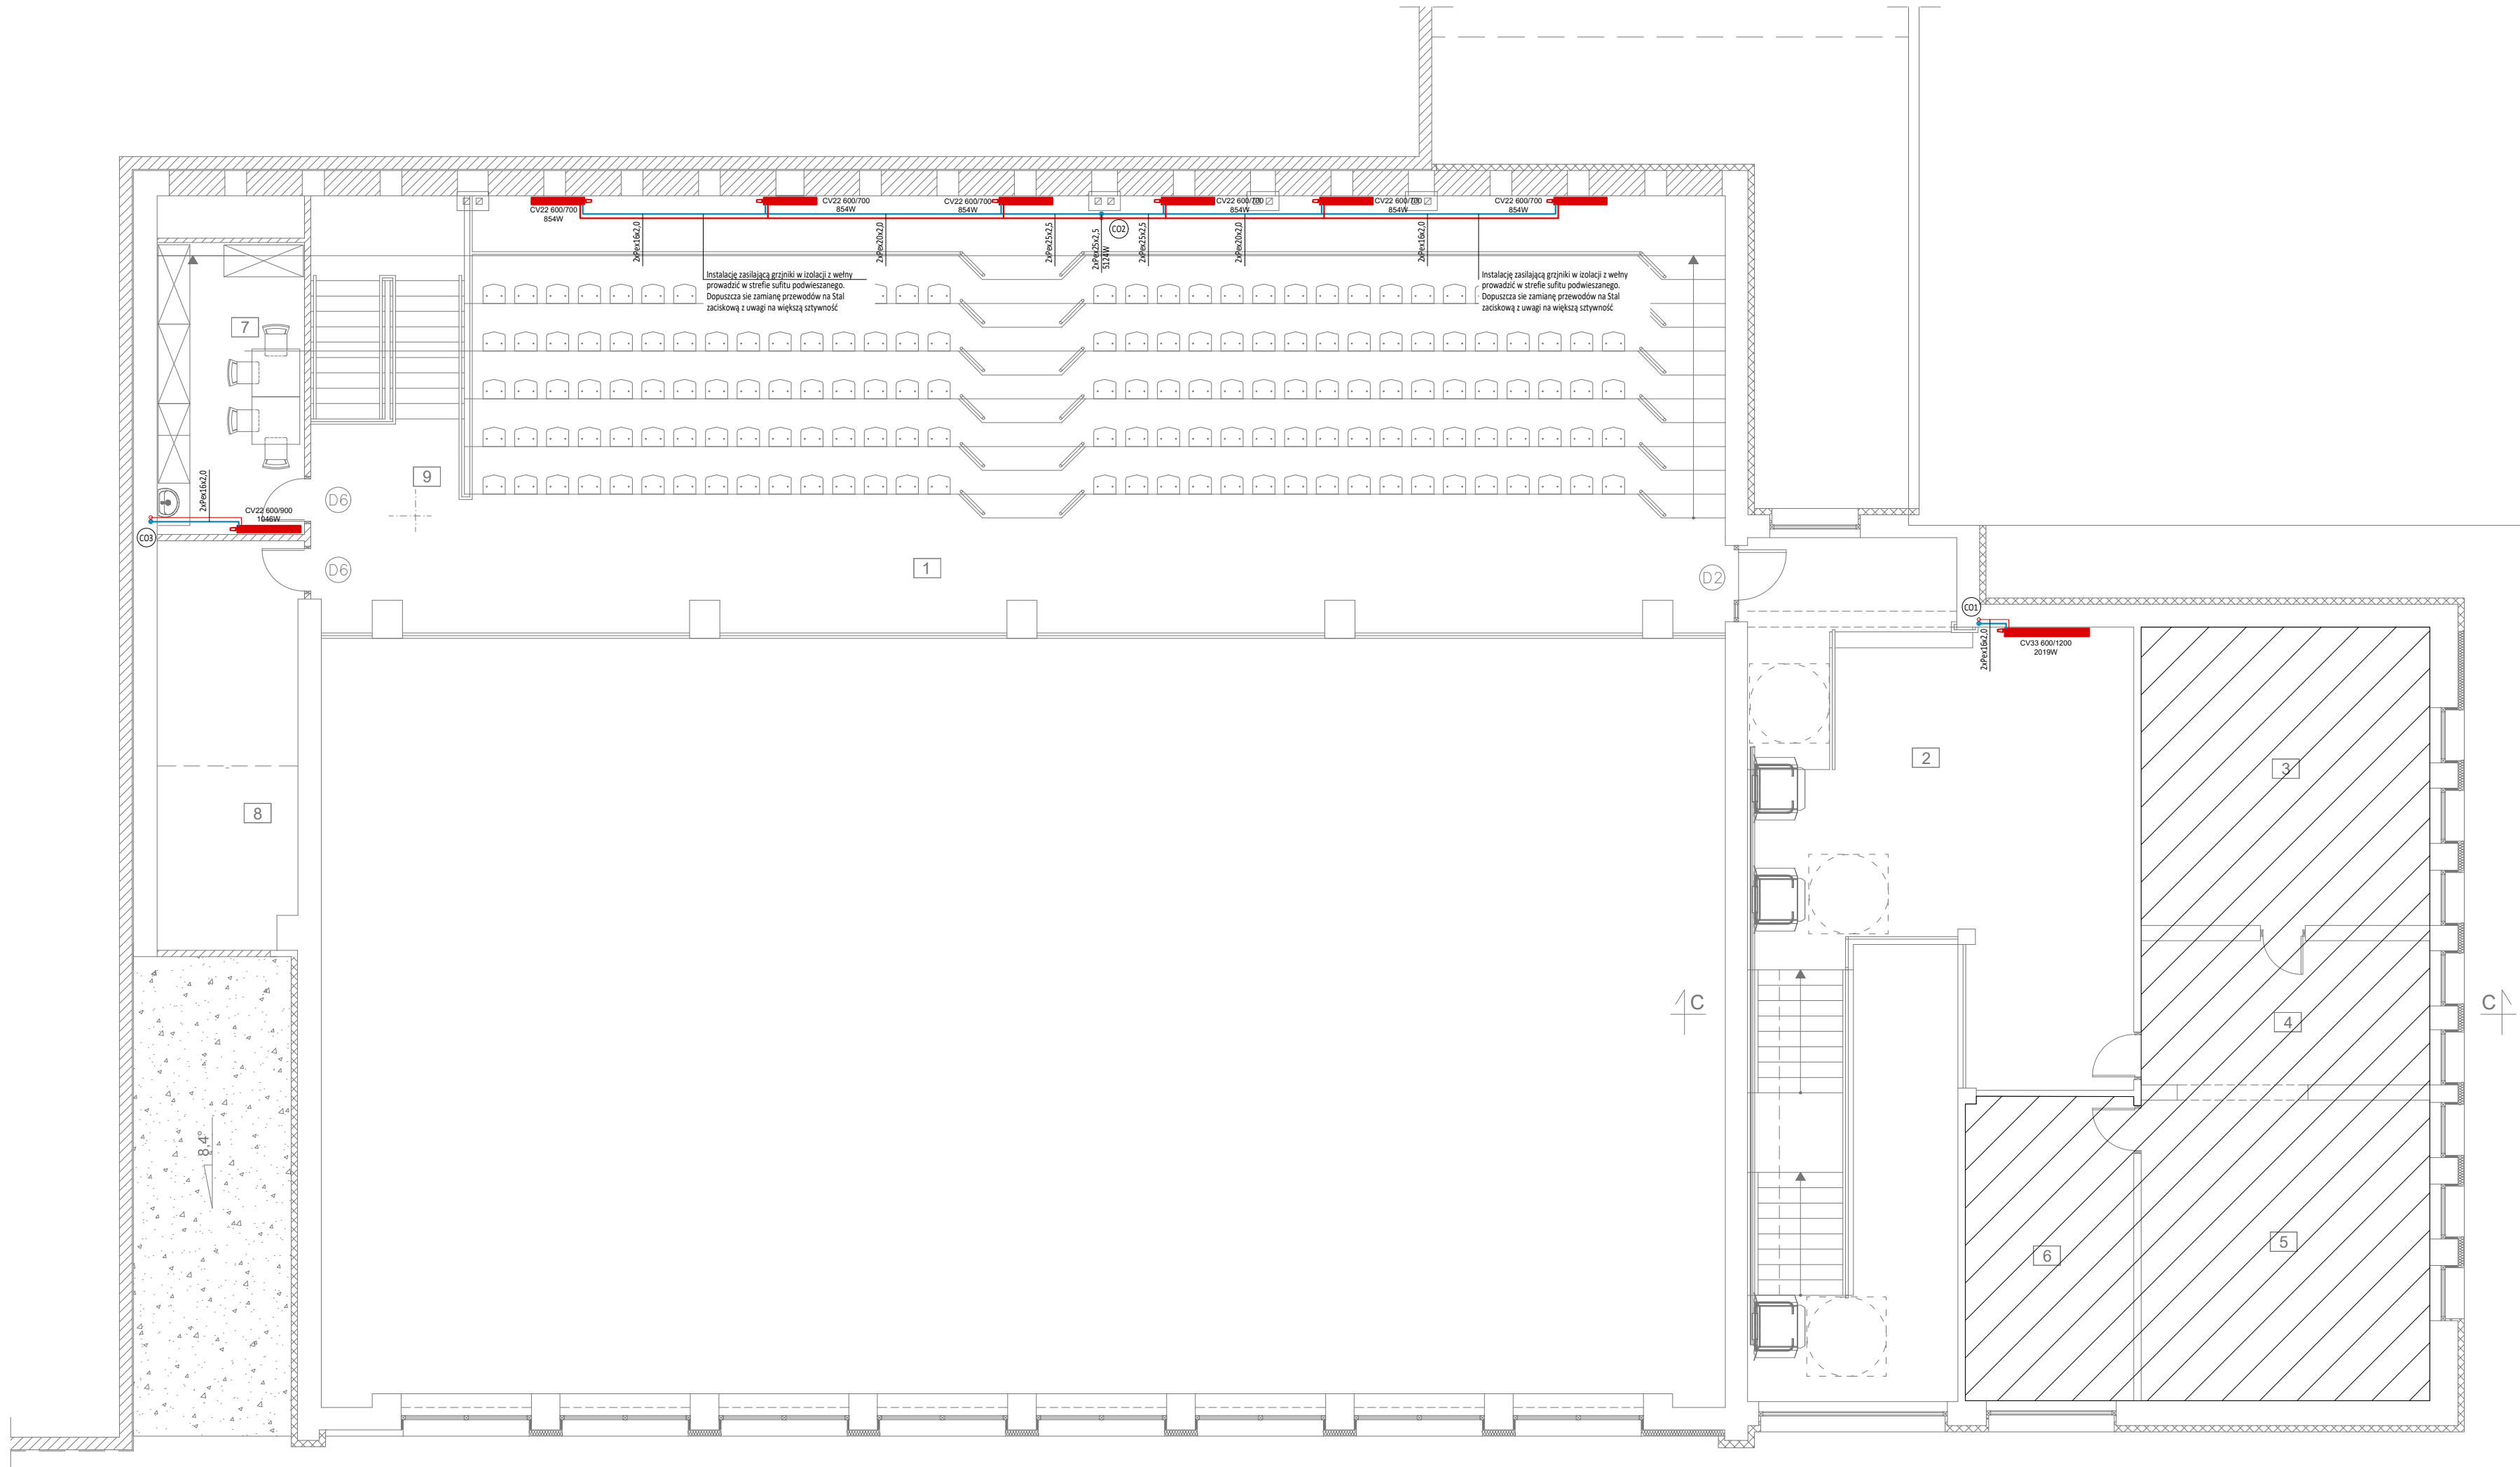 CV22 600/700
854W
CV22 600/700
854W
CV22 600/700
854W
CV22 600/700
854W
CV22 600/700
854W
CV22 600/700
854W
CO2
2xPex16x2,0
2xPex20x2,0
2xPex25x2,5
2xPex25x2,5
5124W
2xPex25x2,5
2xPex20x2,0
2xPex16x2,0
Instalację zasilającą grzjniki w izolacji z wełny
prowadzić w strefie sufitu podwieszanego.
Dopuszcza sie zamianę przewodów na Stal
zaciskową z uwagi na większą sztywność
Instalację zasilającą grzjniki w izolacji z wełny
prowadzić w strefie sufitu podwieszanego.
Dopuszcza sie zamianę przewodów na Stal
zaciskową z uwagi na większą sztywność
7
9
2xPex16x2,0
CV22 600/900
1046W
CO3
D6
D6
1
D2
CO1
2xPex16x2,0
CV33 600/1200
2019W
2
3
8
C
C
4
8,4°
5
6